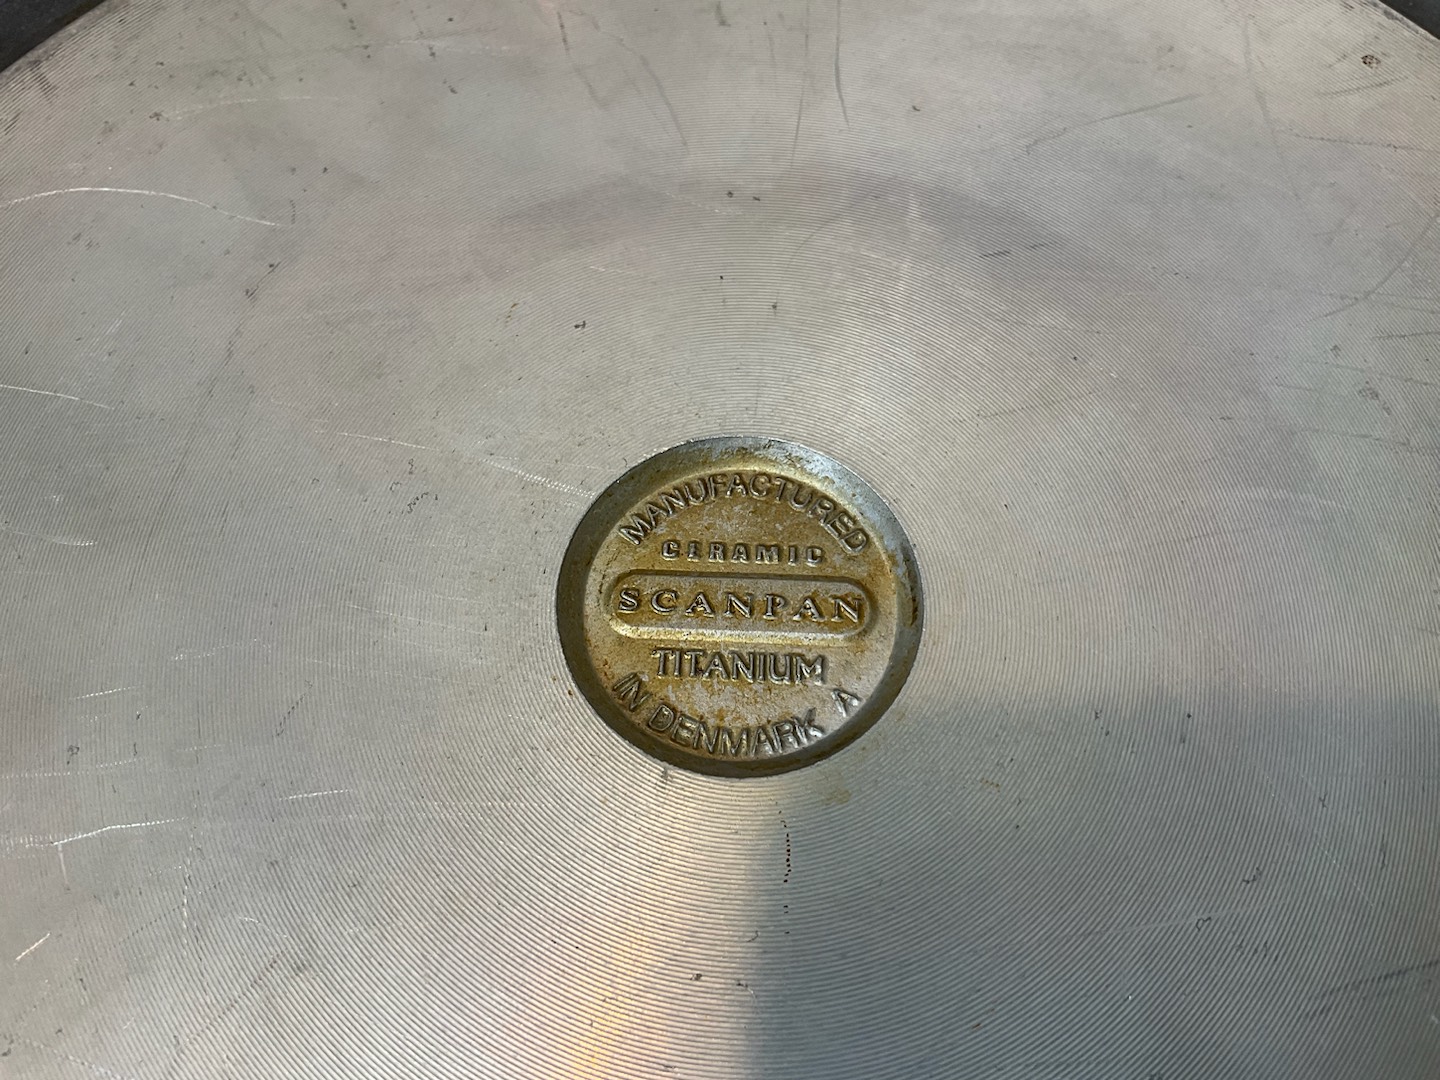 MANUFACTURED
CERAMIC
SCANPAN
TITANIUM
IN DENMARK A